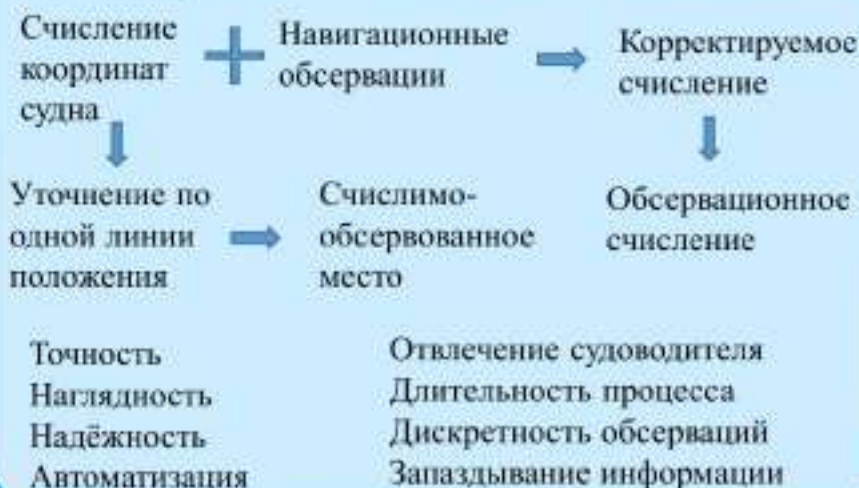 Счисление
координат
судна
Навигационные
обсервации
Корректируемое
счисление
Уточнение по
одной линии
положения
Счислимо-
обсервованное
место
Обсервационное
счисление
Точность
Наглядность
Надёжность
Автоматизация
Отвлечение судоводителя
Длительность процесса
Дискретность обсерваций
Запаздывание информации